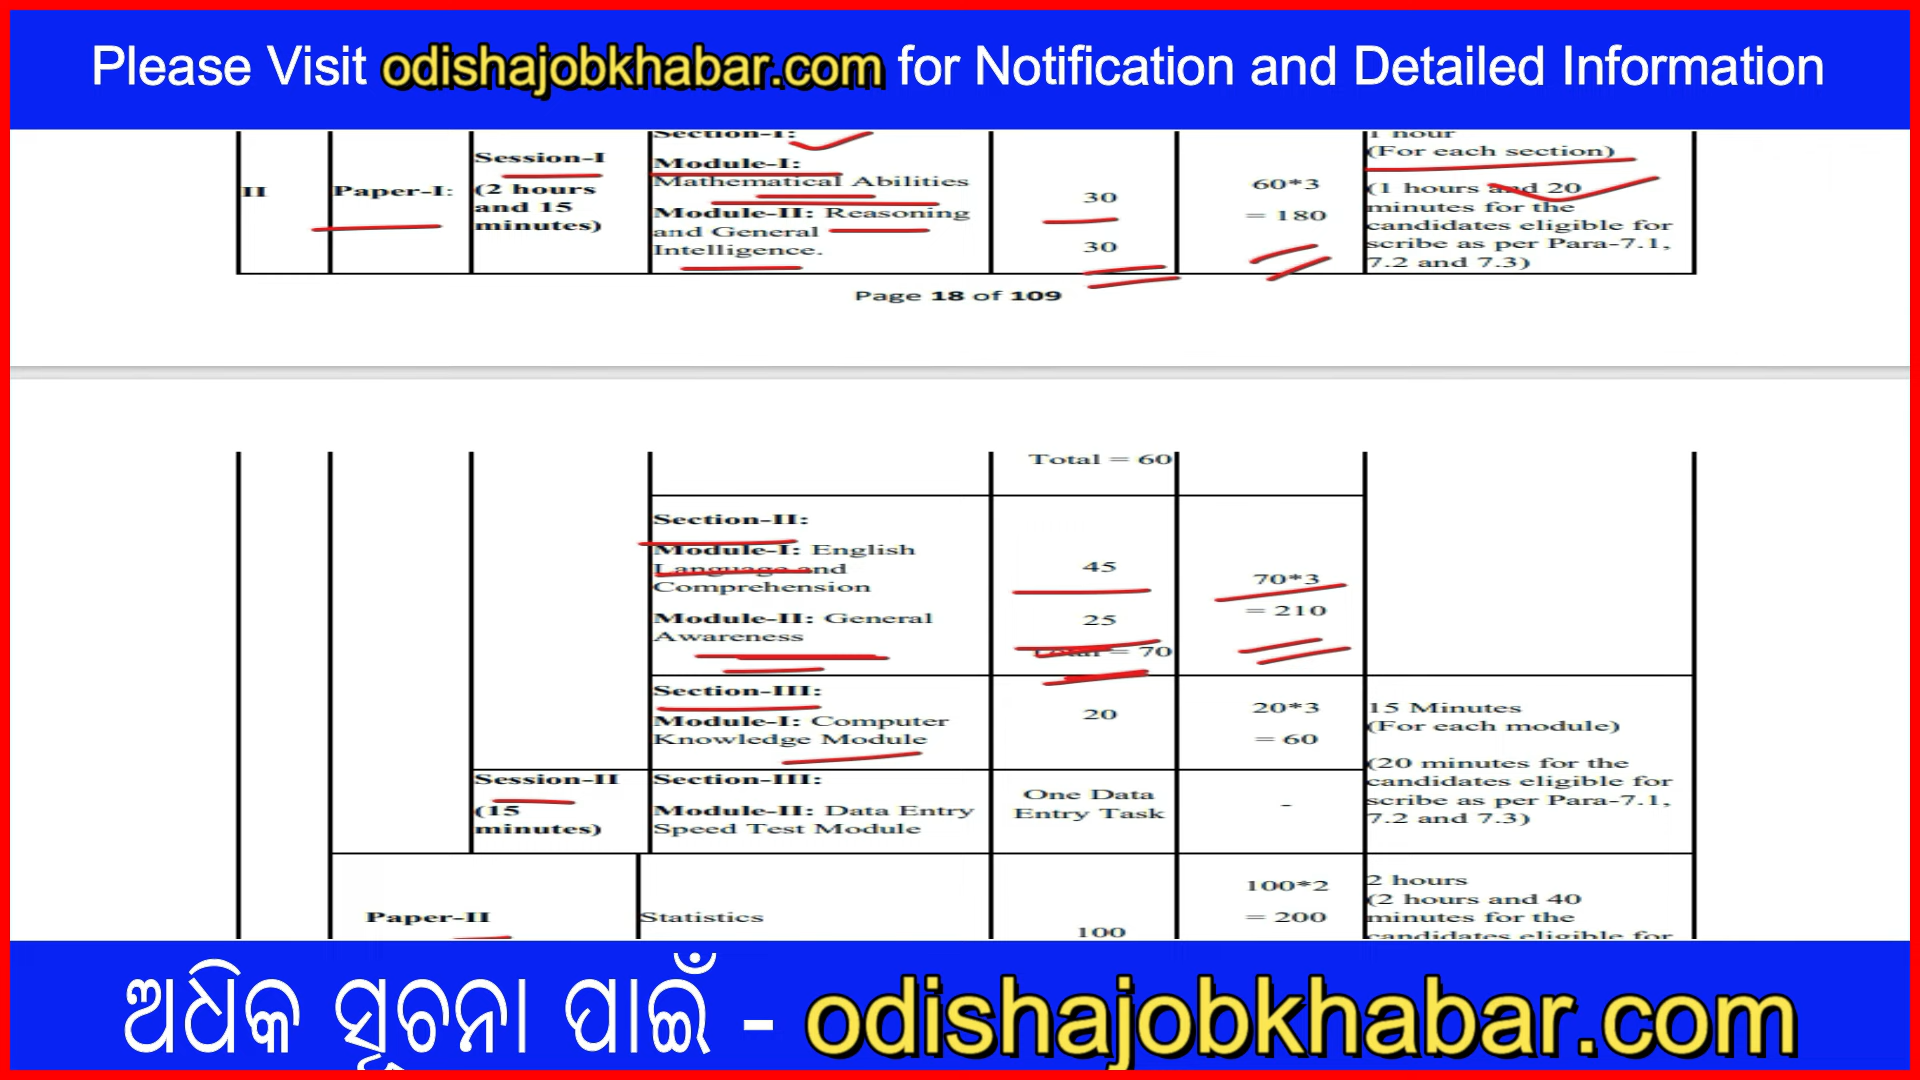 Please Visit odishajobkhabar.com for Notification and Detailed Information
II
Paper-I:
Session-I
(2 hours
and 15
minutes)
Section-I:
Module-I:
Mathematical Abilities
Module-II: Reasoning
and General
Intelligence.
30
30
60*3
= 180
1 hour
(For each section)
(1 hours and 20
minutes for the
candidates eligible for
scribe as per Para-7.1,
7.2 and 7.3)
Page 18 of 109
Total = 60
Section-II:
Module-I: English
Language and
Comprehension
Module-II: General
Awareness
45
25
Total = 70
70*3
= 210
Section-III:
Module-I: Computer
Knowledge Module
20
20*3
= 60
15 Minutes
(For each module)
(20 minutes for the
candidates eligible for
scribe as per Para-7.1,
7.2 and 7.3)
Session-II
(15
minutes)
Section-III:
Module-II: Data Entry
Speed Test Module
One Data
Entry Task
-
Paper-II
Statistics
100
100*2
= 200
2 hours
(2 hours and 40
minutes for the
candidates eligible for
ଅଧିକ ସୂଚନା ପାଇଁ - odishajobkhabar.com